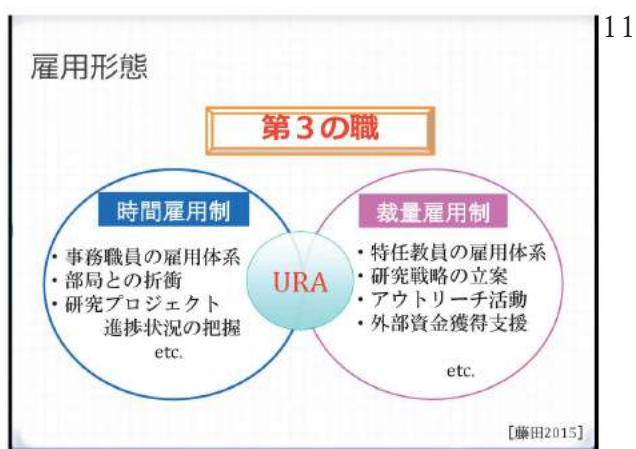 11
雇用形態
第3の職
時間雇用制
・事務職員の雇用体系
・部局との折衝
・研究プロジェクト
進捗状況の把握
etc.
URA
裁量雇用制
・特任教員の雇用体系
・研究戦略の立案
・アウトリーチ活動
・外部資金獲得支援
etc.
[藤田2015]